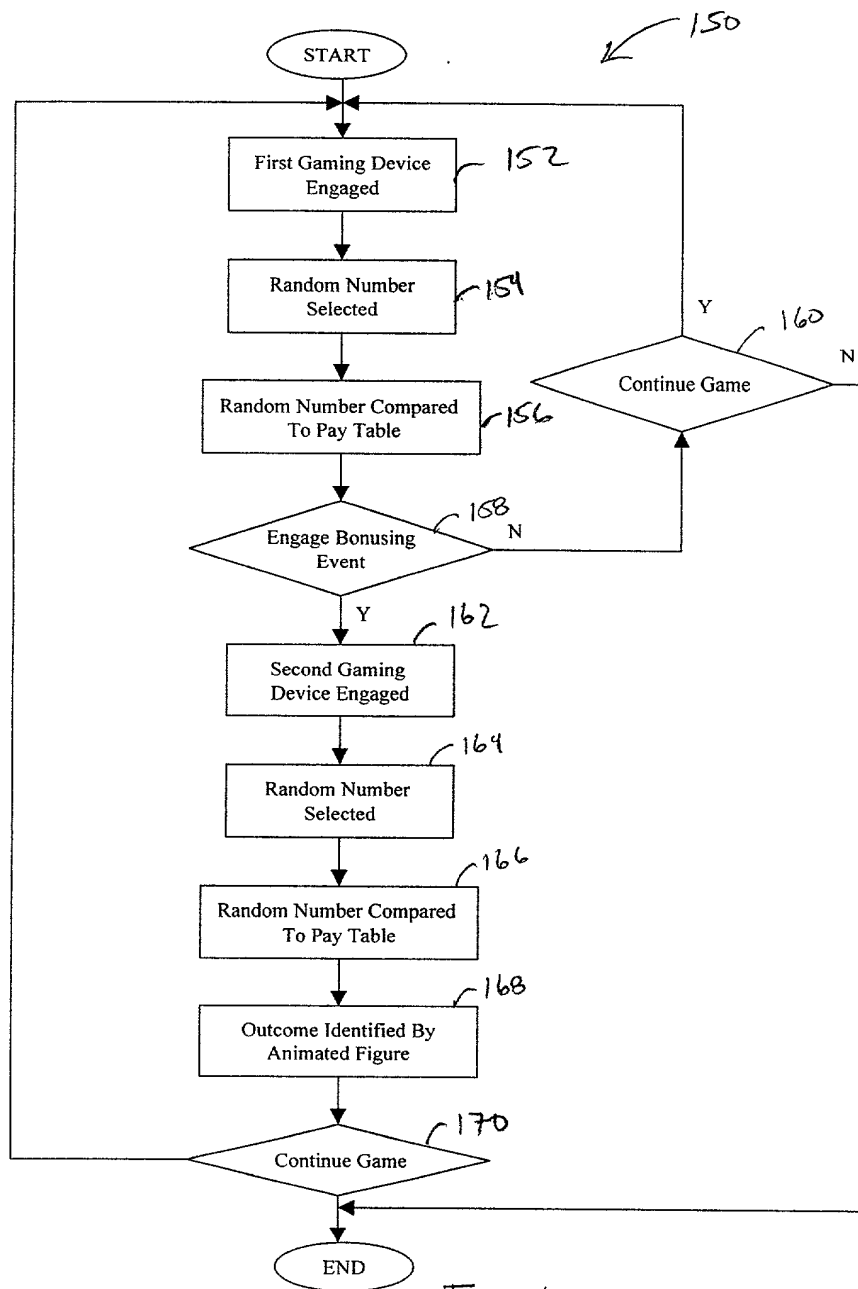 150
START
First Gaming Device
Engaged
152
Random Number
Selected
154
Y
160
N
Continue Game
Random Number Compared
To Pay Table
156
158
Engage Bonusing
Event
N
Y
162
Second Gaming
Device Engaged
164
Random Number
Selected
166
Random Number Compared
To Pay Table
168
Outcome Identified By
Animated Figure
170
Continue Game
END